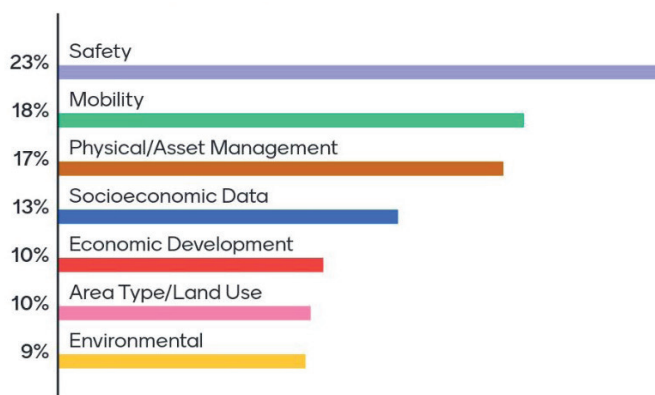 Safety
23%
Mobility
18%
Physical/Asset Management
17%
Socioeconomic Data
13%
Economic Development
10%
Area Type/Land Use
10%
Environmental
9%